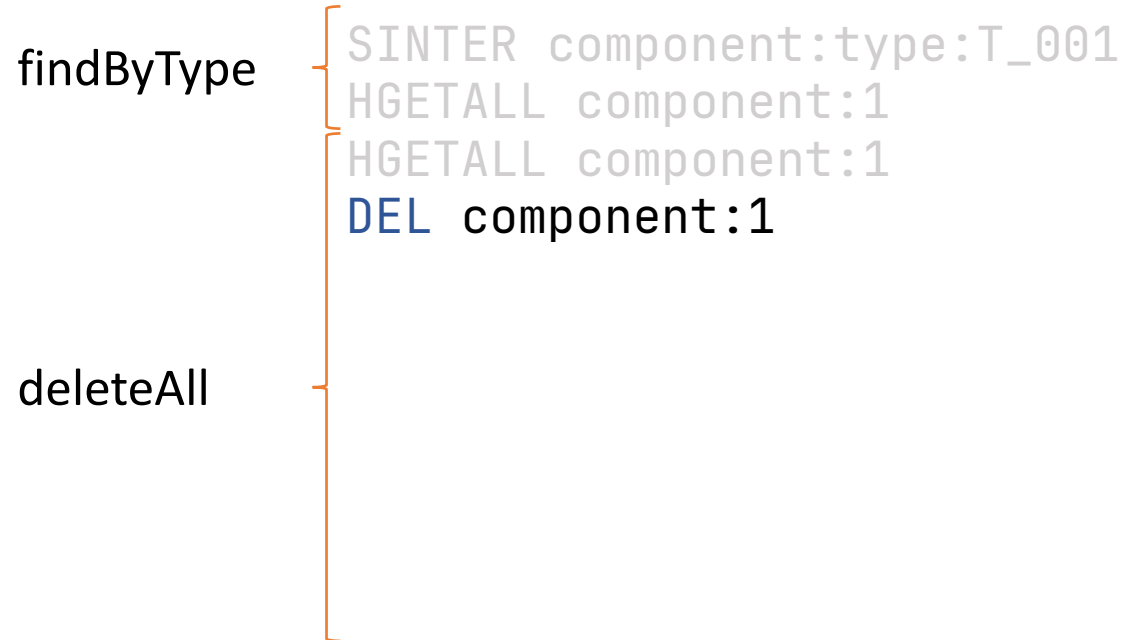 findByType
SINTER component:type:T_001
HGETALL component:1
HGETALL component:1
DEL component:1
deleteAll